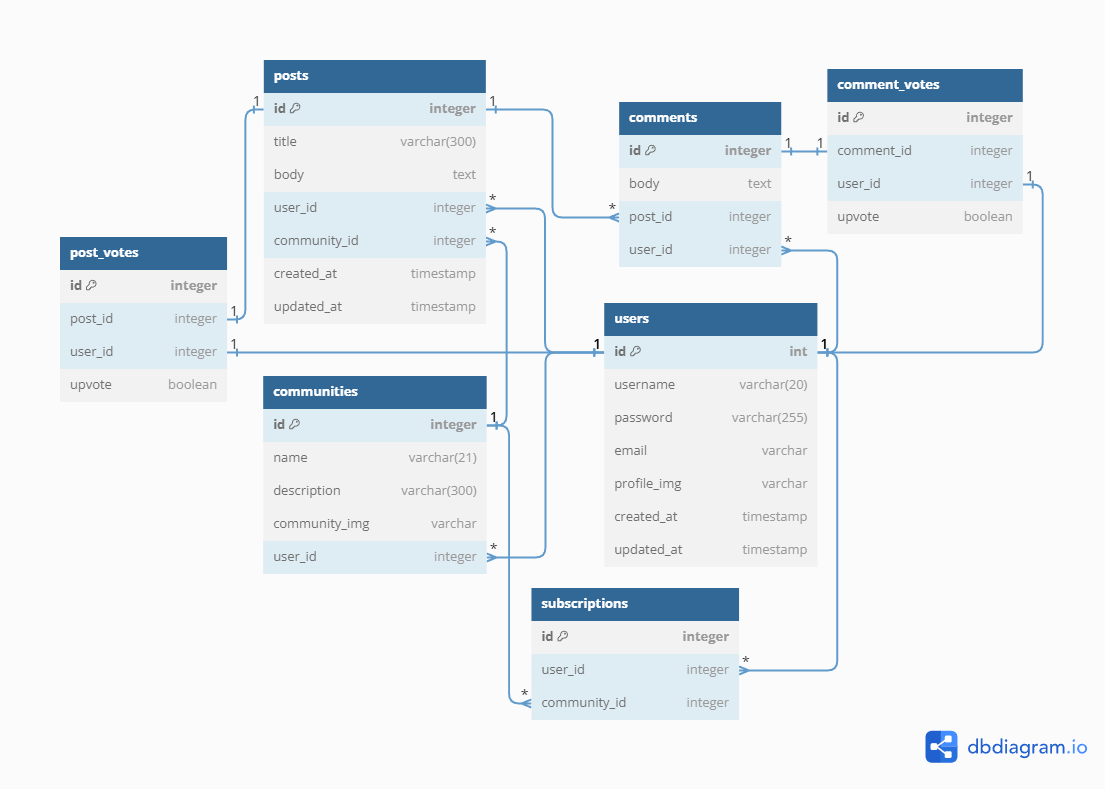 posts
id integer
title varchar(300)
body text
user_id integer
community_id integer
created_at timestamp
updated_at timestamp
1
1
*
*
comments
id integer
body text
post_id integer
user_id integer
1
*
*
comment_votes
id integer
comment_id integer
user_id integer
upvote boolean
1
1
post_votes
id integer
post_id integer
user_id integer
upvote boolean
1
1
users
id int
username varchar(20)
password varchar(255)
email varchar
profile_img varchar
created_at timestamp
updated_at timestamp
1
1
communities
id integer
name varchar(21)
description varchar(300)
community_img varchar
user_id integer
1
*
subscriptions
id integer
user_id integer
community_id integer
*
*
dbdiagram.io